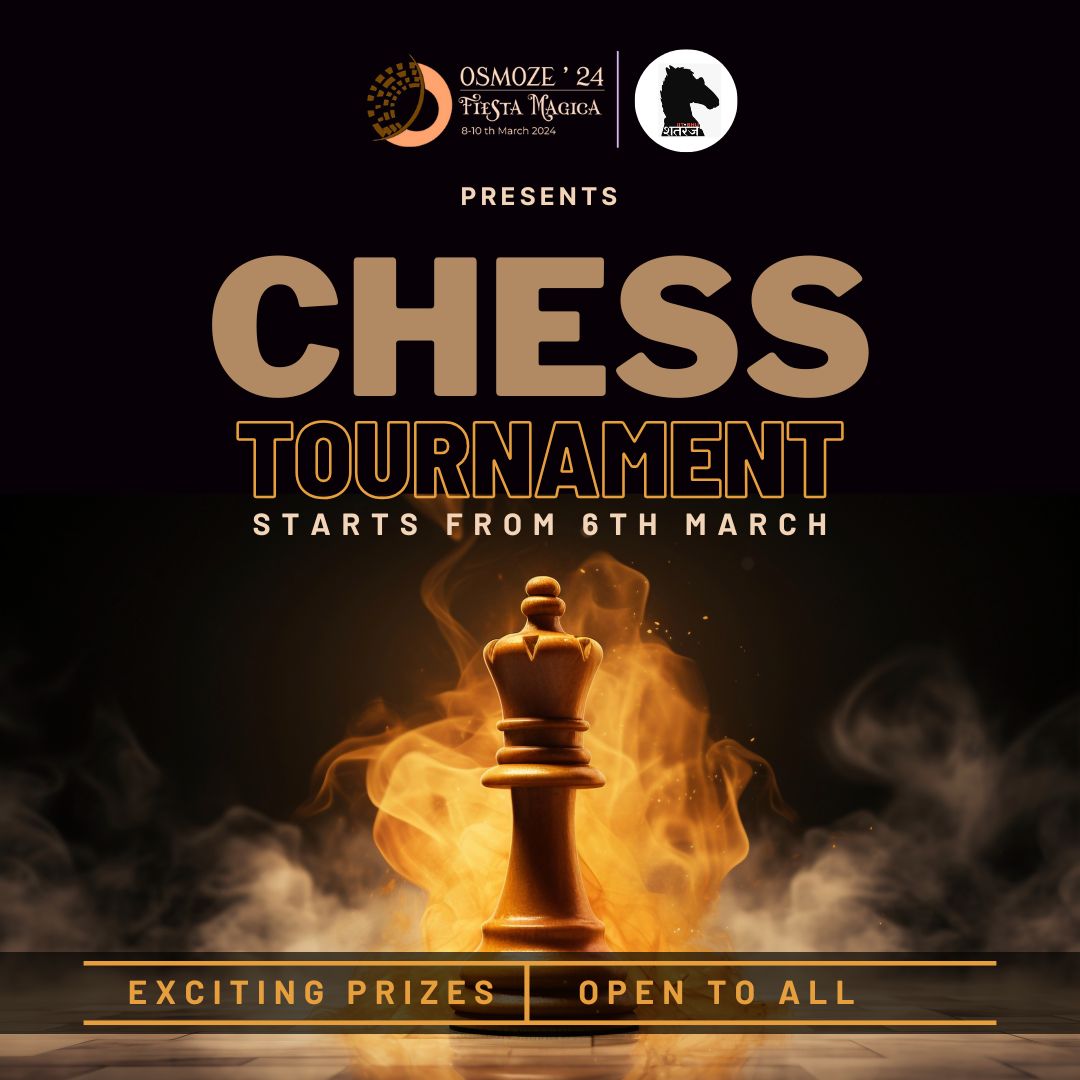 OSMOZE ' 24
FIESTA MAGICA
8-10 th March 2024
शतरंज
PRESENTS
CHESS
TOURNAMENT
STARTS FROM 6TH MARCH
EXCITING PRIZES
OPEN TO ALL